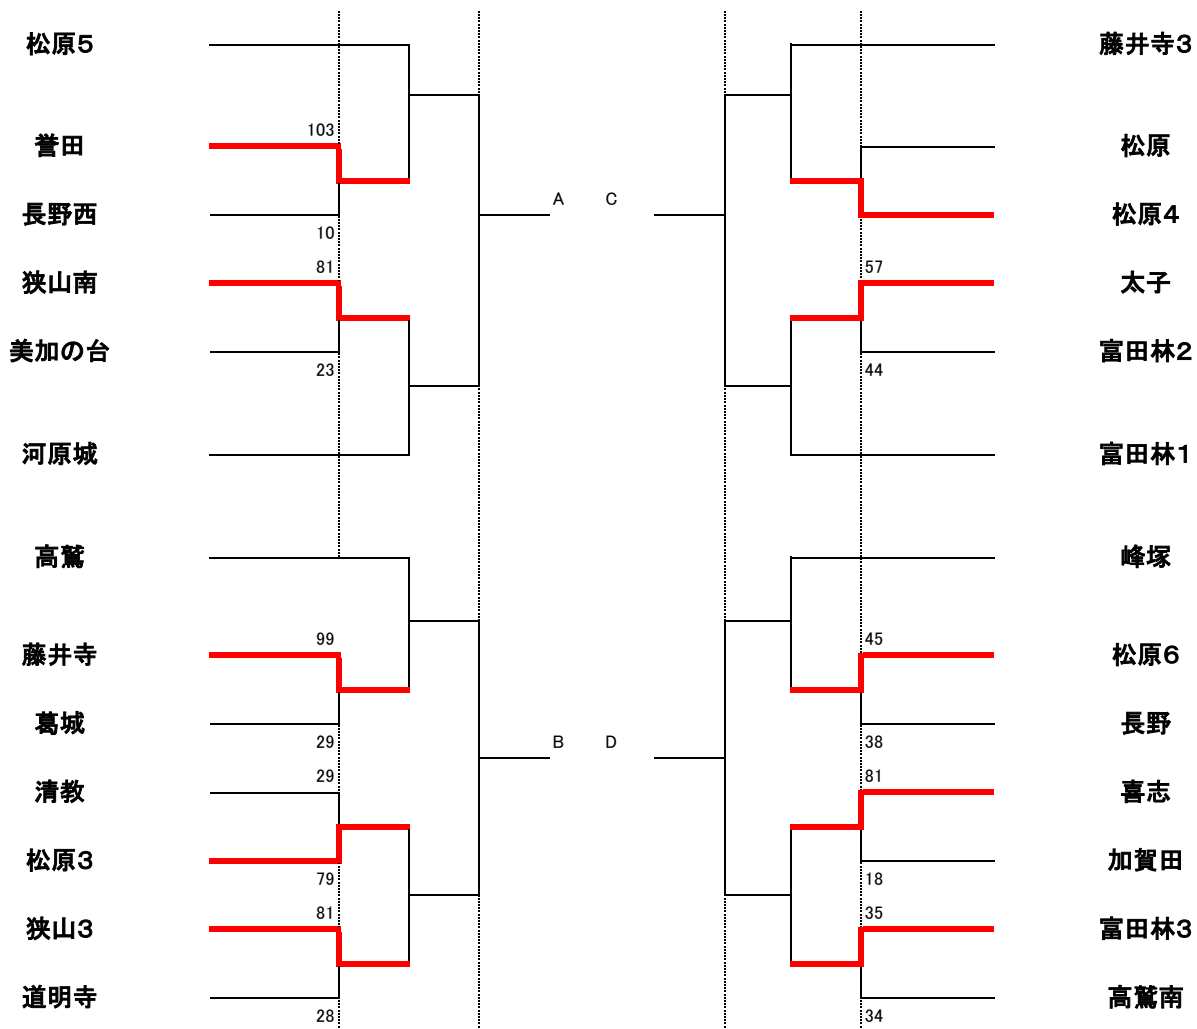 松原5
誉田
103
長野西
10
狭山南
81
美加の台
23
河原城
高鷲
藤井寺
99
葛城
29
清教
29
松原3
79
狭山3
81
道明寺
28
A
B
C
D
藤井寺3
松原
松原4
57
太子
富田林2
44
富田林1
峰塚
45
松原6
長野
38
81
喜志
加賀田
18
35
富田林3
高鷲南
34